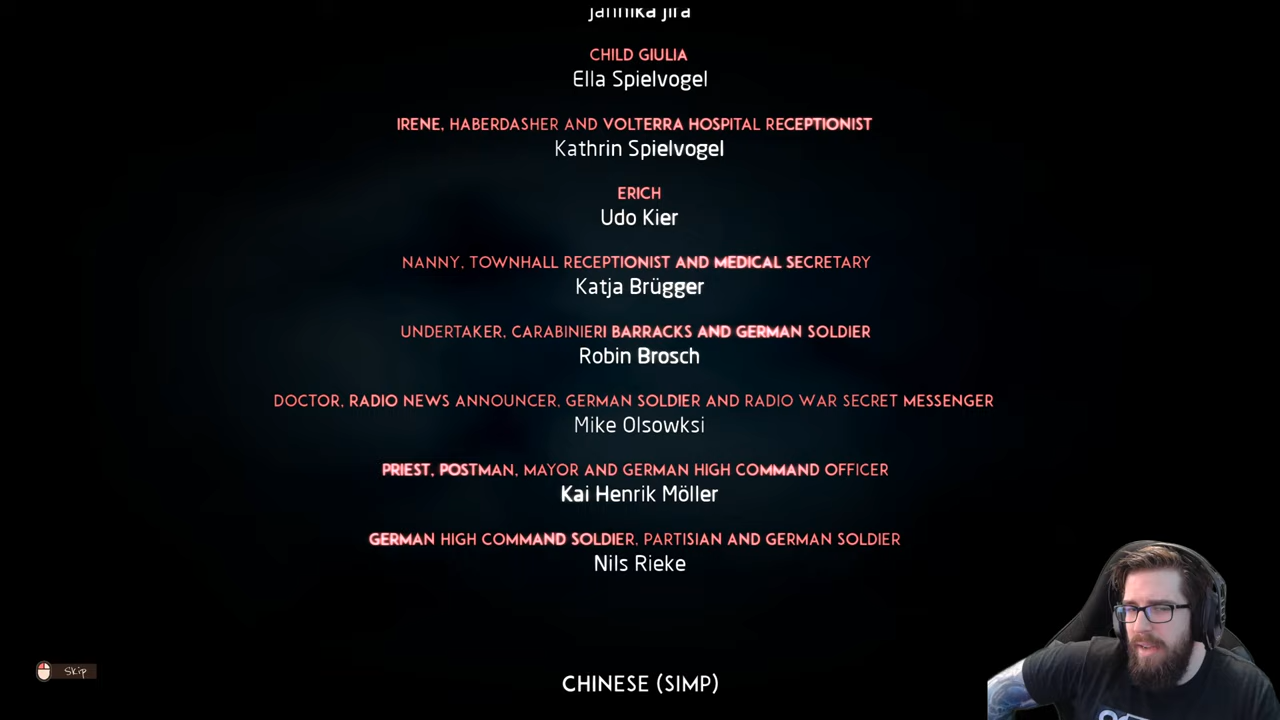 Jannika Jira
CHILD GIULIA
Ella Spielvogel
IRENE, HABERDASHER AND VOLTERRA HOSPITAL RECEPTIONIST
Kathrin Spielvogel
ERICH
Udo Kier
NANNY, TOWNHALL RECEPTIONIST AND MEDICAL SECRETARY
Katja Brügger
UNDERTAKER, CARABINIERI BARRACKS AND GERMAN SOLDIER
Robin Brosch
DOCTOR, RADIO NEWS ANNOUNCER, GERMAN SOLDIER AND RADIO WAR SECRET MESSENGER
Mike Olsowksi
PRIEST, POSTMAN, MAYOR AND GERMAN HIGH COMMAND OFFICER
Kai Henrik Möller
GERMAN HIGH COMMAND SOLDIER, PARTISIAN AND GERMAN SOLDIER
Nils Rieke
Skip
CHINESE (SIMP)